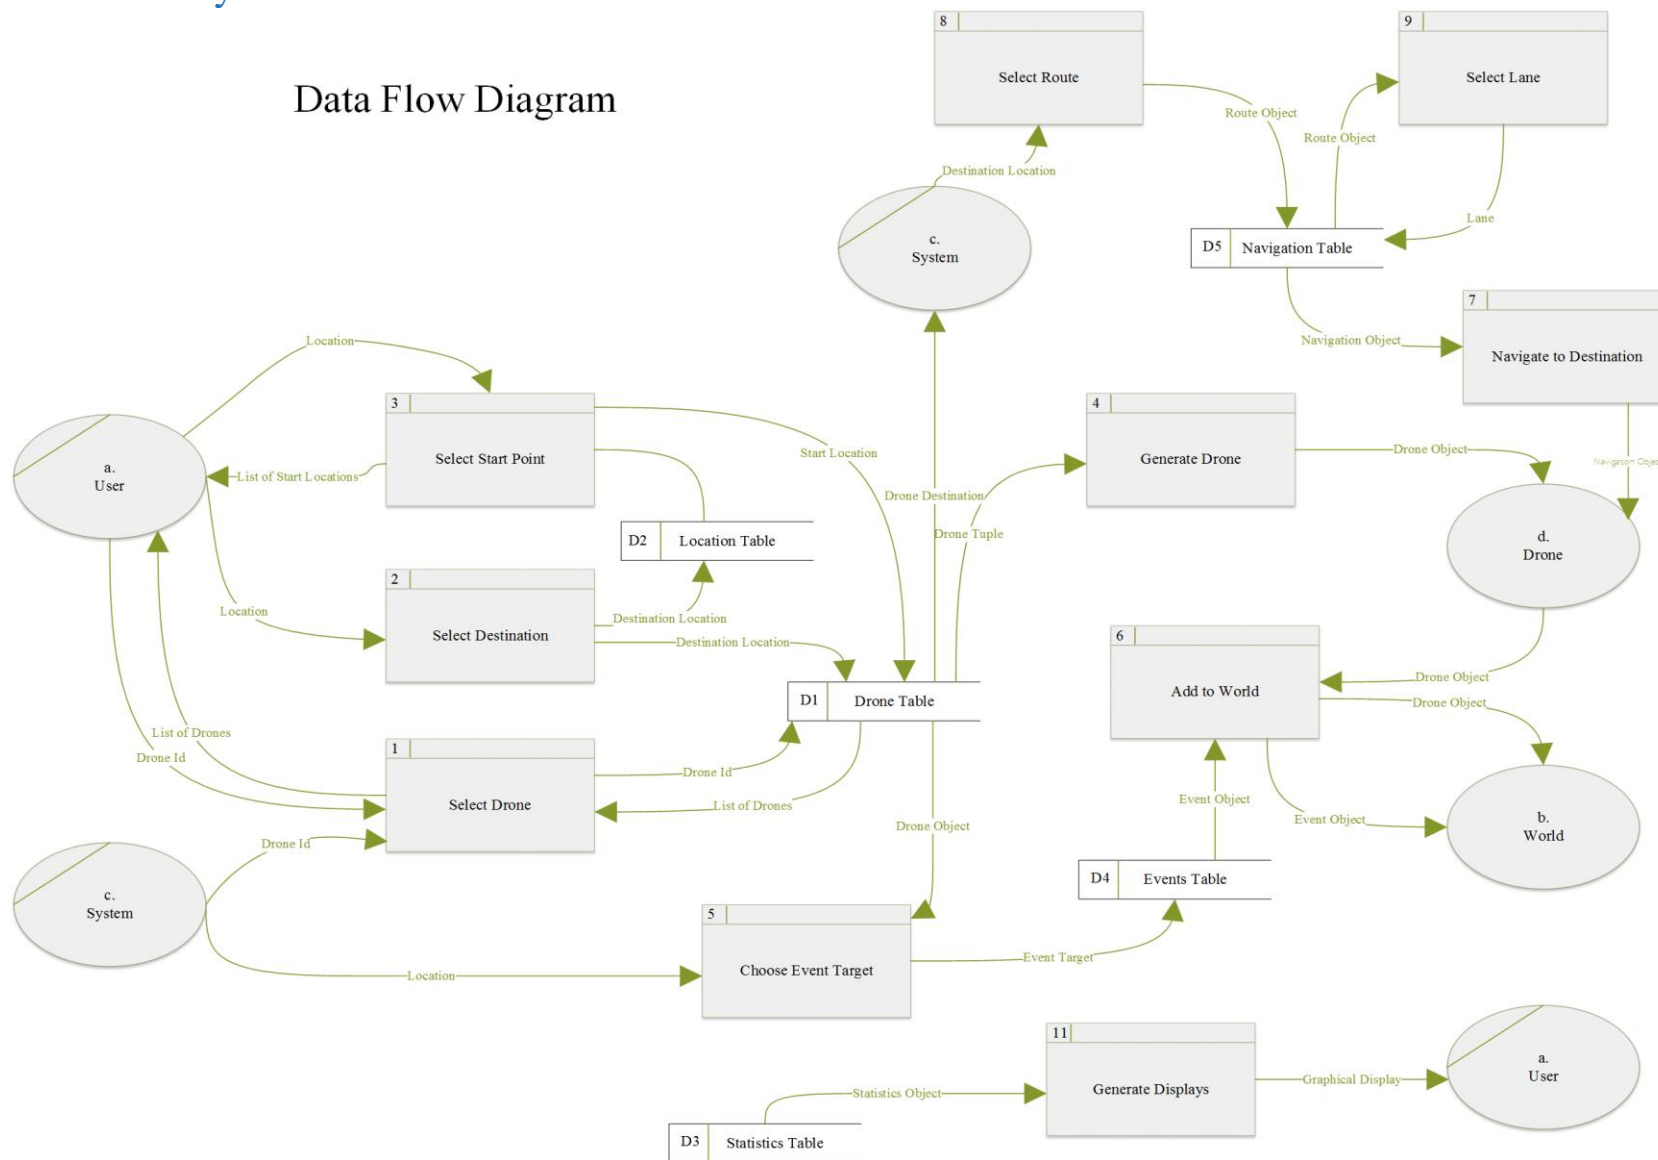 Data Flow Diagram
8
Select Route
9
Select Lane
Route Object
Route Object
Destination Location
Lane
c.
System
D5
Navigation Table
7
Navigate to Destination
Navigation Object
Location
3
Select Start Point
4
Generate Drone
a.
User
List of Start Locations
Start Location
Drone Object
Navigation
Drone Destination
Drone Tuple
D2
Location Table
d.
Drone
2
Select Destination
Location
Destination Location
Destination Location
6
Add to World
Drone Object
Drone Object
D1
Drone Table
List of Drones
Drone Id
1
Select Drone
Drone Id
List of Drones
Drone Object
Event Object
Event Object
b.
World
Drone Id
c.
System
D4
Events Table
5
Choose Event Target
Location
Event Target
11
Generate Displays
Statistics Object
Graphical Display
a.
User
D3
Statistics Table